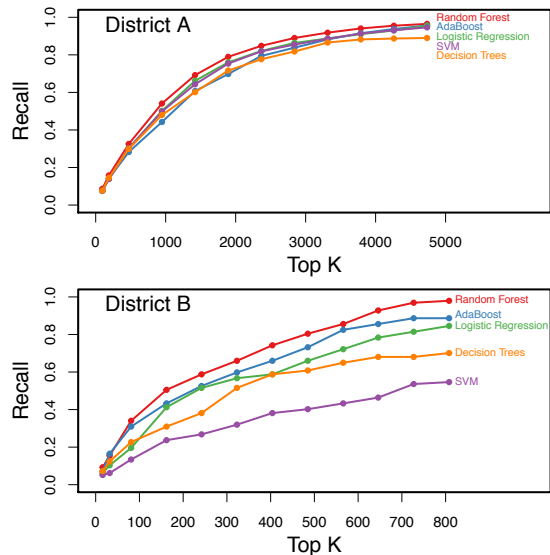 District A
Recall
0.0 0.2 0.4 0.6 0.8 1.0
Random Forest
AdaBoost
Logistic Regression
SVM
Decision Trees
0 1000 2000 3000 4000 5000
Top K
District B
Recall
0.0 0.2 0.4 0.6 0.8 1.0
Random Forest
AdaBoost
Logistic Regression
Decision Trees
SVM
0 100 200 300 400 500 600 700 800
Top K